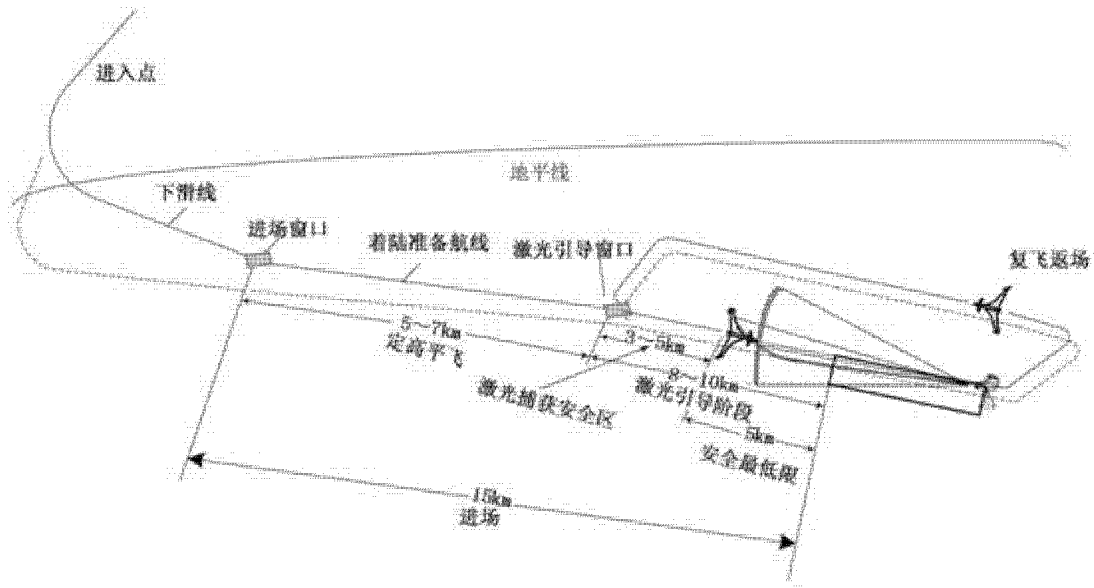 进入点
地平线
下滑线
进场窗口
着陆准备航线
激光引导窗口
复飞返场
5~7km
定高平飞
3~5km
8~10km
激光引导阶段
激光捕获安全区
5km
安全最低限
15km
进场